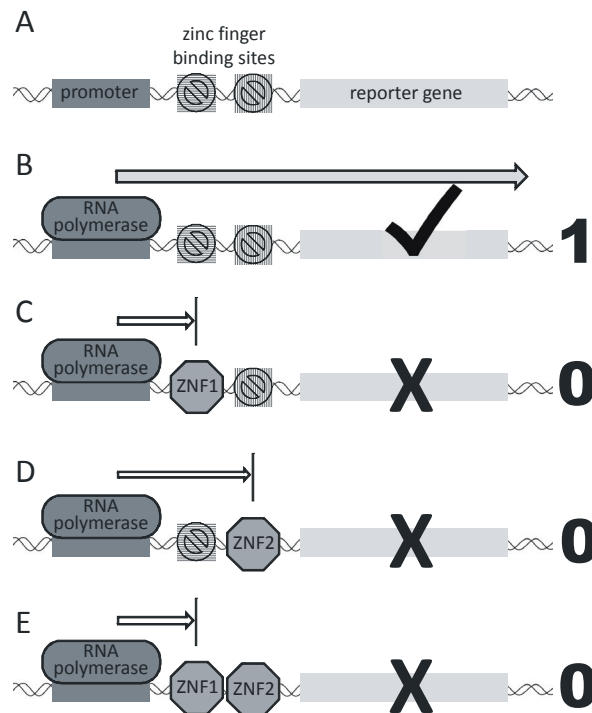 A
zinc finger
binding sites
promoter
reporter gene
B
RNA
polymerase
1
C
RNA
polymerase
ZNF1
X
0
D
RNA
polymerase
ZNF2
X
0
E
RNA
polymerase
ZNF1
ZNF2
X
0